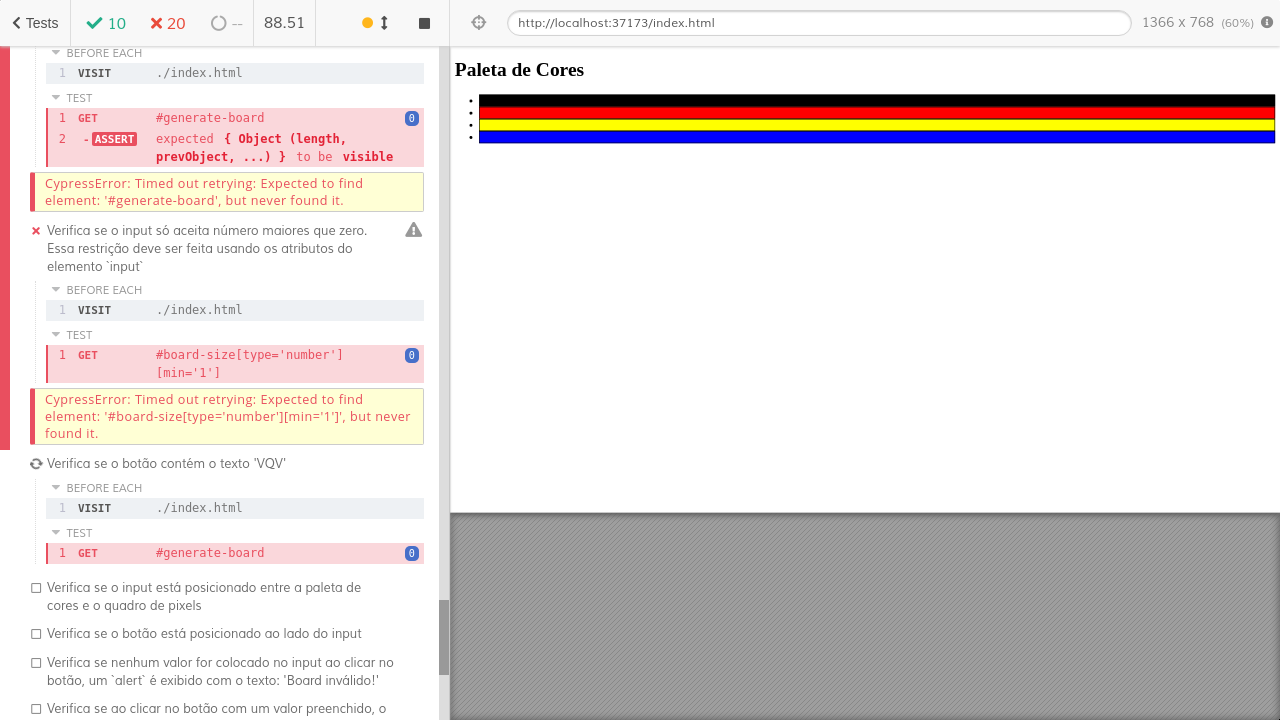 Tests 10 20 -- 88.51 http://localhost:37173/index.html 1366 x 768 (60%)
BEFORE EACH
1 VISIT ./index.html
TEST
1 GET #generate-board 0
2 - ASSERT expected { Object (length,
prevObject, ...) } to be visible
CypressError: Timed out retrying: Expected to find
element: '#generate-board', but never found it.
Verifica se o input só aceita número maiores que zero.
Essa restrição deve ser feita usando os atributos do
elemento `input`
BEFORE EACH
1 VISIT ./index.html
TEST
1 GET #board-size[type='number'] 0
[min='1']
CypressError: Timed out retrying: Expected to find
element: '#board-size[type='number'][min='1']', but never
found it.
Verifica se o botão contém o texto 'VQV'
BEFORE EACH
1 VISIT ./index.html
TEST
1 GET #generate-board 0
Verifica se o input está posicionado entre a paleta de
cores e o quadro de pixels
Verifica se o botão está posicionado ao lado do input
Verifica se nenhum valor for colocado no input ao clicar no
botão, um `alert` é exibido com o texto: 'Board inválido!'
Verifica se ao clicar no botão com um valor preenchido, o
Paleta de Cores